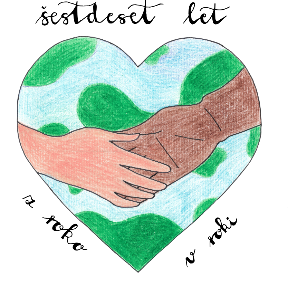 šestdeset let
z roko
v roki